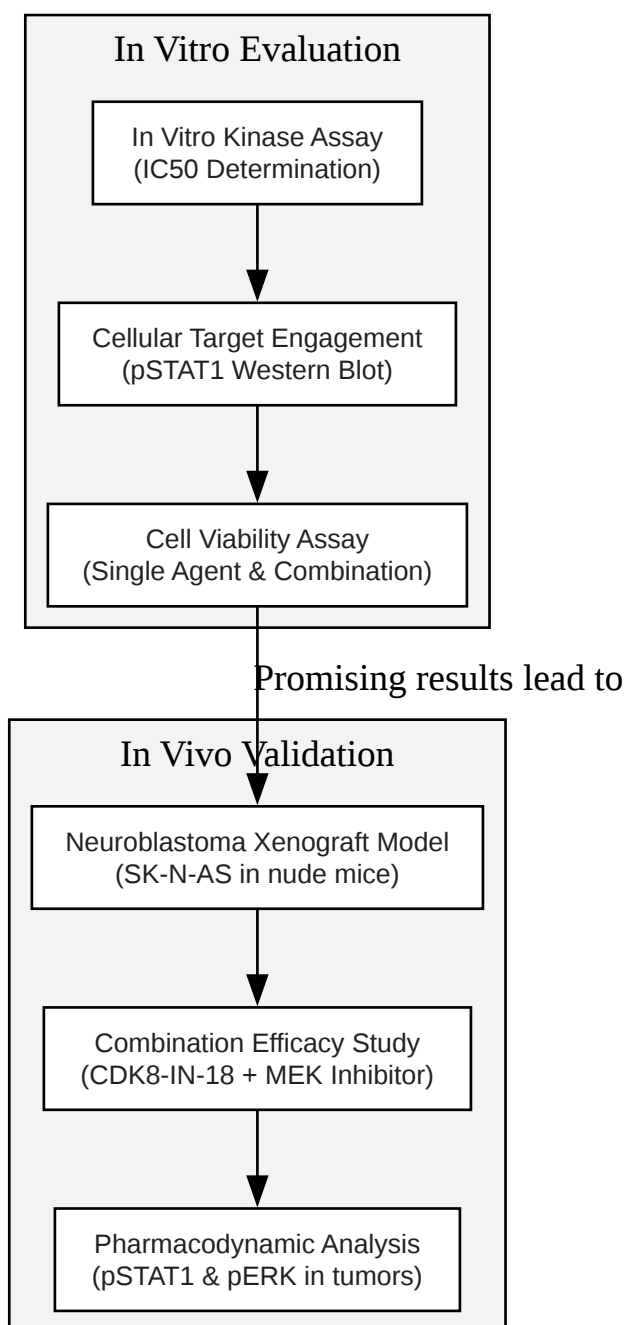 In Vitro Evaluation
In Vitro Kinase Assay
(IC50 Determination)
Cellular Target Engagement
(pSTAT1 Western Blot)
Cell Viability Assay
(Single Agent & Combination)
Promising results lead to
In Vivo Validation
Neuroblastoma Xenograft Model
(SK-N-AS in nude mice)
Combination Efficacy Study
(CDK8-IN-18 + MEK Inhibitor)
Pharmacodynamic Analysis
(pSTAT1 & pERK in tumors)